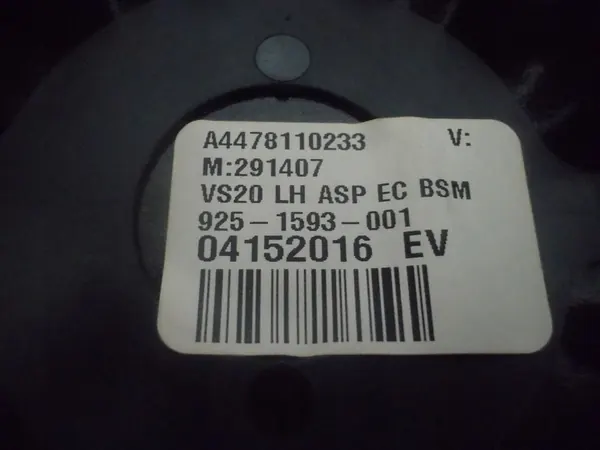 A4478110233 V:
M:291407
VS20 LH ASP EC BSM
925-1593-001
04152016 EV